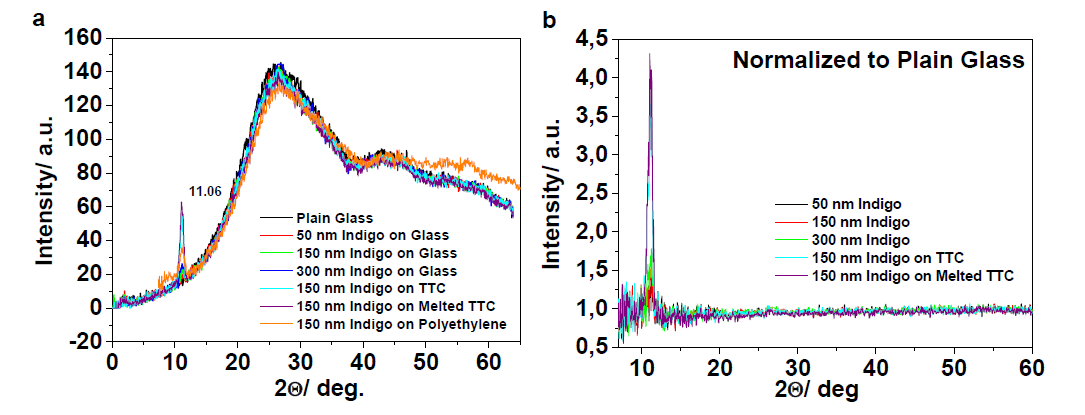 a
160
140
120
100
80
60
40
20
0
-20
Intensity/ a.u.
11.06
Plain Glass
50 nm Indigo on Glass
150 nm Indigo on Glass
300 nm Indigo on Glass
150 nm Indigo on TTC
150 nm Indigo on Melted TTC
150 nm Indigo on Polyethylene
0 10 20 30 40 50 60
2Θ/ deg.
b
4,5
4,0
3,5
3,0
2,5
2,0
1,5
1,0
0,5
Intensity/ a.u.
Normalized to Plain Glass
50 nm Indigo
150 nm Indigo
300 nm Indigo
150 nm Indigo on TTC
150 nm Indigo on Melted TTC
10 20 30 40 50 60
2Θ/ deg